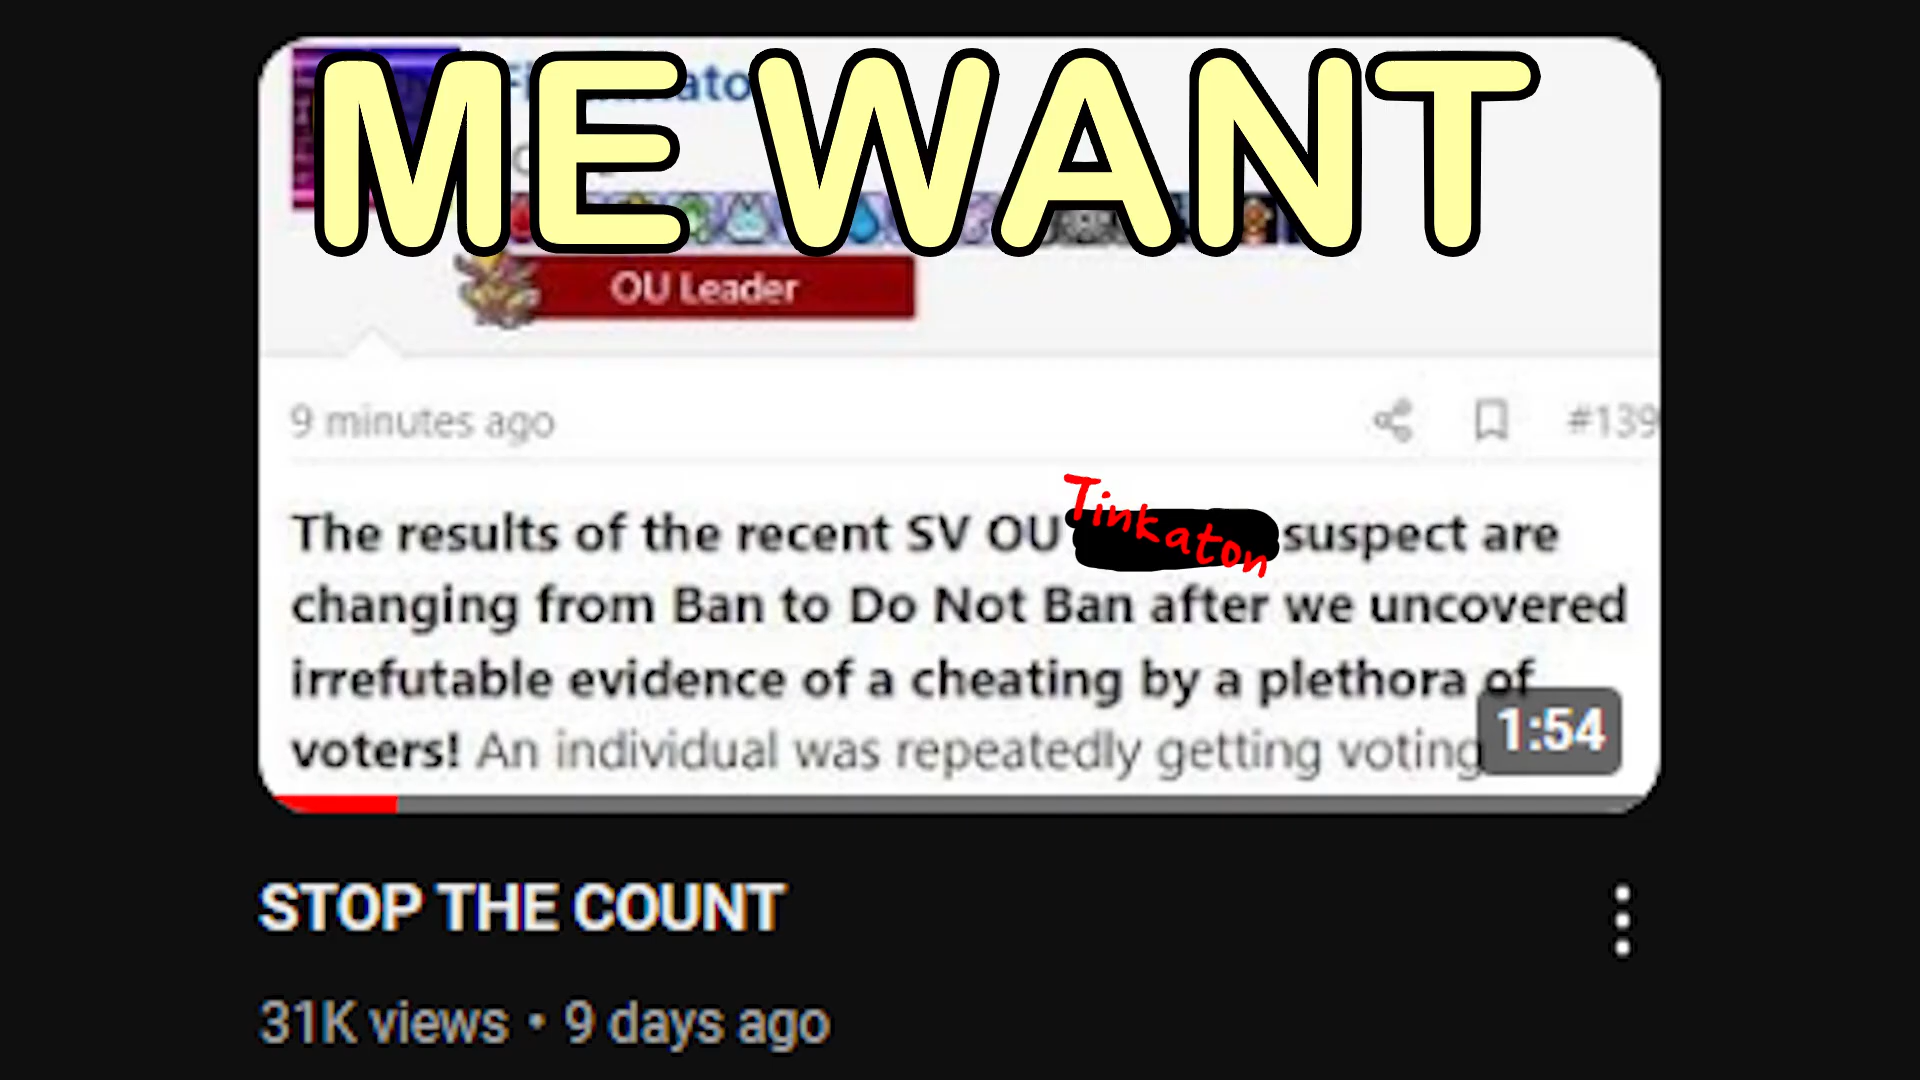 ME WANT
OU Leader
9 minutes ago
#139
The results of the recent SV OU Tinkaton suspect are
changing from Ban to Do Not Ban after we uncovered
irrefutable evidence of a cheating by a plethora of
voters! An individual was repeatedly getting voting
1:54
STOP THE COUNT
31K views • 9 days ago